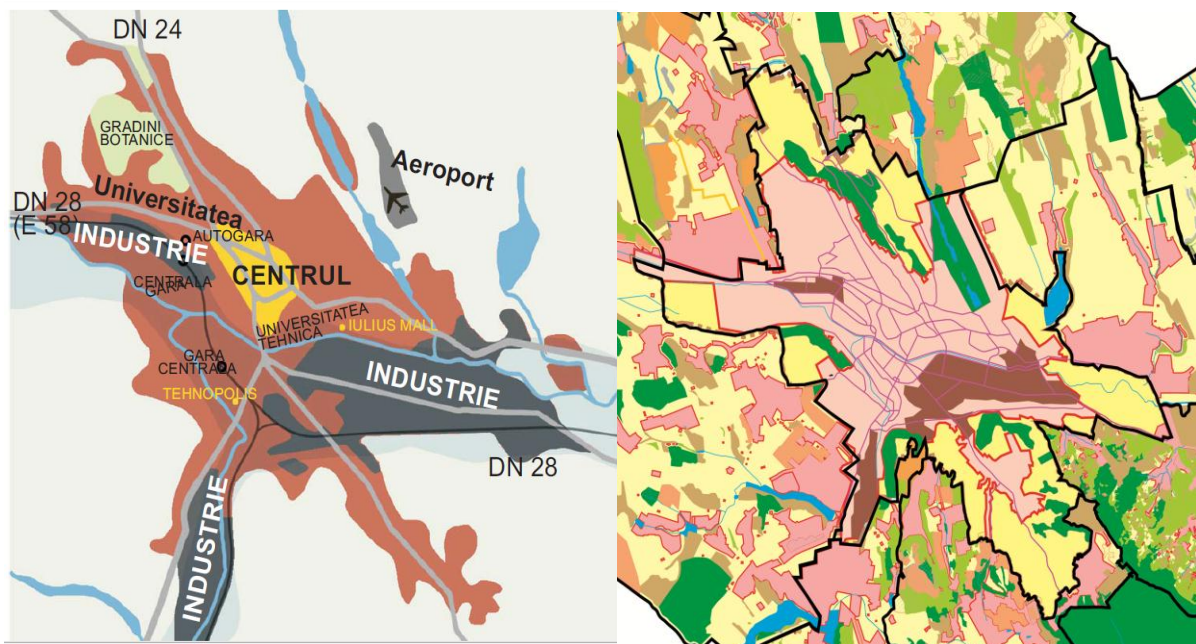 DN 24
GRADINI
BOTANICE
Aeroport
Universitatea
DN 28
(E 58)
INDUSTRIE
AUTOGARA
CENTRUL
CENTRALA
GARA
UNIVERSITATEA
TEHNICA
IULIUS MALL
GARA
CENTRALA
INDUSTRIE
TEHNOPOLIS
DN 28
INDUSTRIE